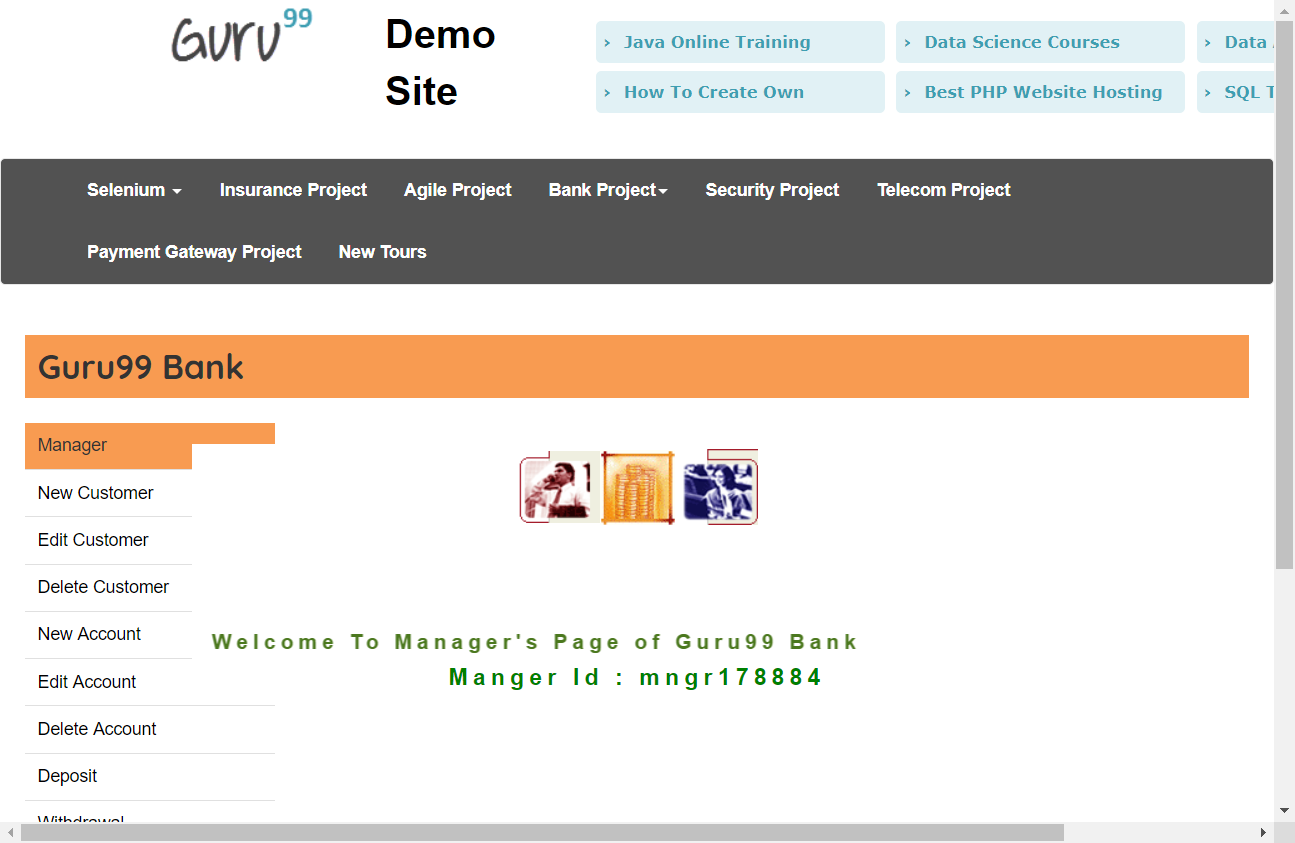 Guru99
Demo
Site
› Java Online Training
› Data Science Courses
› Data
› How To Create Own
› Best PHP Website Hosting
› SQL
Selenium
Insurance Project
Agile Project
Bank Project
Security Project
Telecom Project
Payment Gateway Project
New Tours
Guru99 Bank
Manager
New Customer
Edit Customer
Delete Customer
New Account
Edit Account
Delete Account
Deposit
Withdrawal
Welcome To Manager's Page of Guru99 Bank
Manger Id : mngr178884